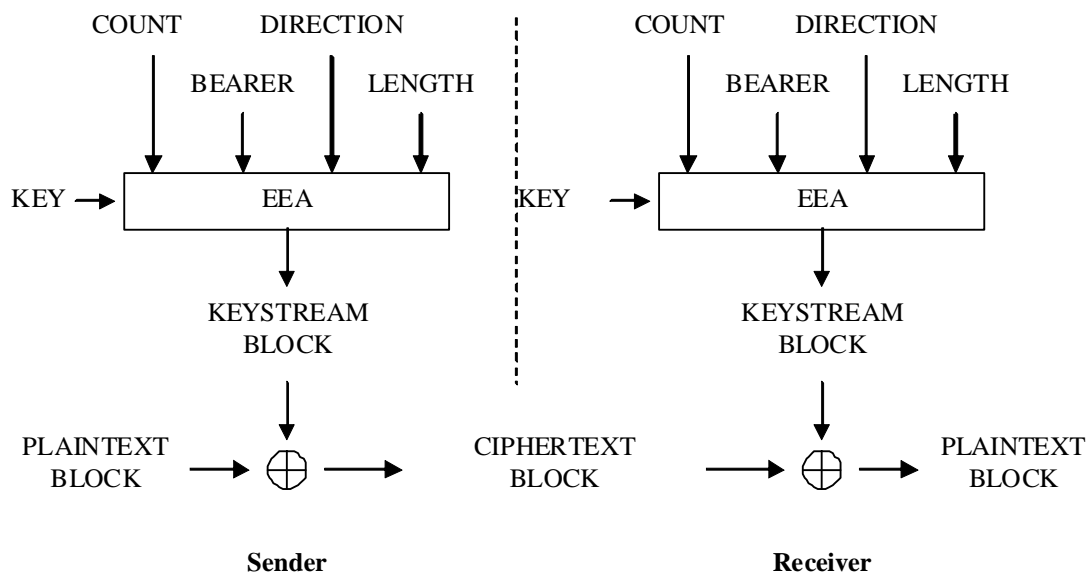 COUNT DIRECTION COUNT DIRECTION
BEARER LENGTH BEARER LENGTH
KEY EEA KEY EEA
KEYSTREAM KEYSTREAM
BLOCK BLOCK
PLAINTEXT CIPHERTEXT PLAINTEXT
BLOCK BLOCK BLOCK
Sender Receiver